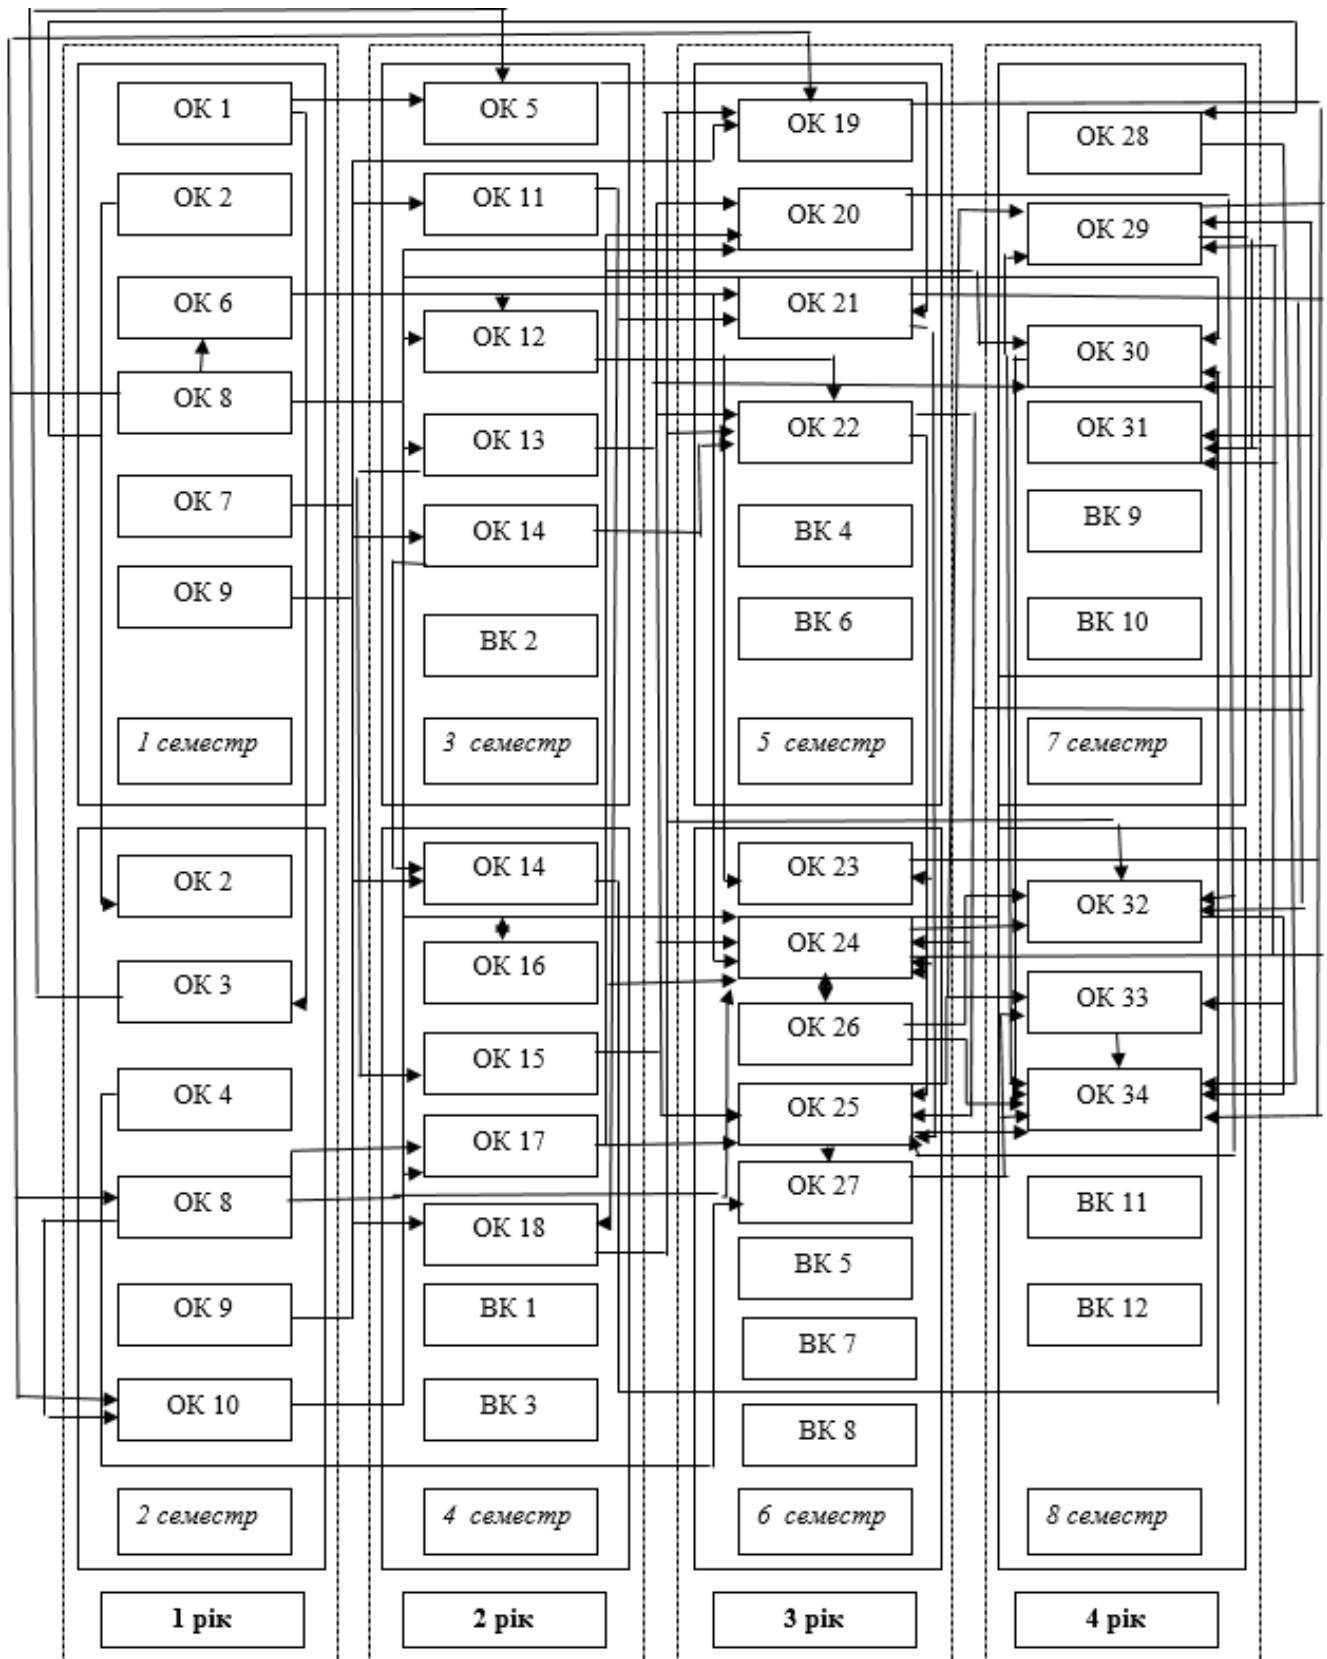 ОК 1
ОК 2
ОК 6
ОК 8
ОК 7
ОК 9
1 семестр
ОК 2
ОК 3
ОК 4
ОК 8
ОК 9
ОК 10
2 семестр
1 рік
ОК 5
ОК 11
ОК 12
ОК 13
ОК 14
ВК 2
3 семестр
ОК 14
ОК 16
ОК 15
ОК 17
ОК 18
ВК 1
ВК 3
4 семестр
2 рік
ОК 19
ОК 20
ОК 21
ОК 22
ВК 4
ВК 6
5 семестр
ОК 23
ОК 24
ОК 26
ОК 25
ОК 27
ВК 5
ВК 7
ВК 8
6 семестр
3 рік
ОК 28
ОК 29
ОК 30
ОК 31
ВК 9
ВК 10
7 семестр
ОК 32
ОК 33
ОК 34
ВК 11
ВК 12
8 семестр
4 рік